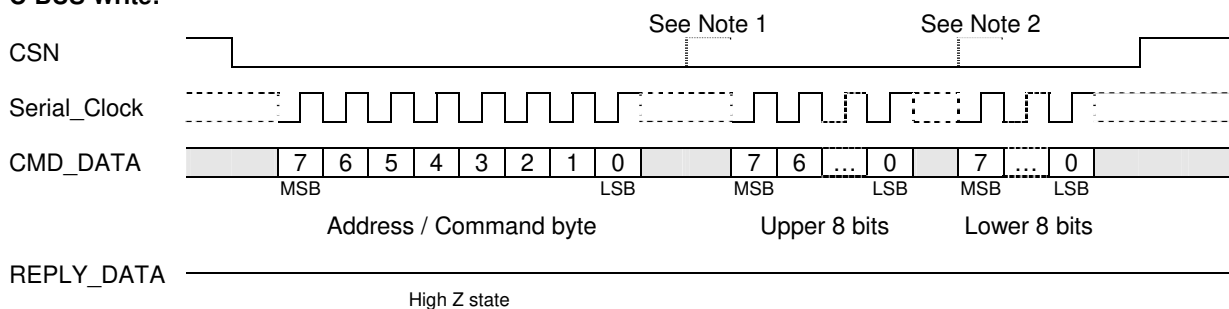 See Note 1 See Note 2
CSN
Serial_Clock
CMD_DATA 7 6 5 4 3 2 1 0 7 6 … 0 7 … 0
MSB LSB MSB LSB MSB LSB
Address / Command byte Upper 8 bits Lower 8 bits
REPLY_DATA
High Z state